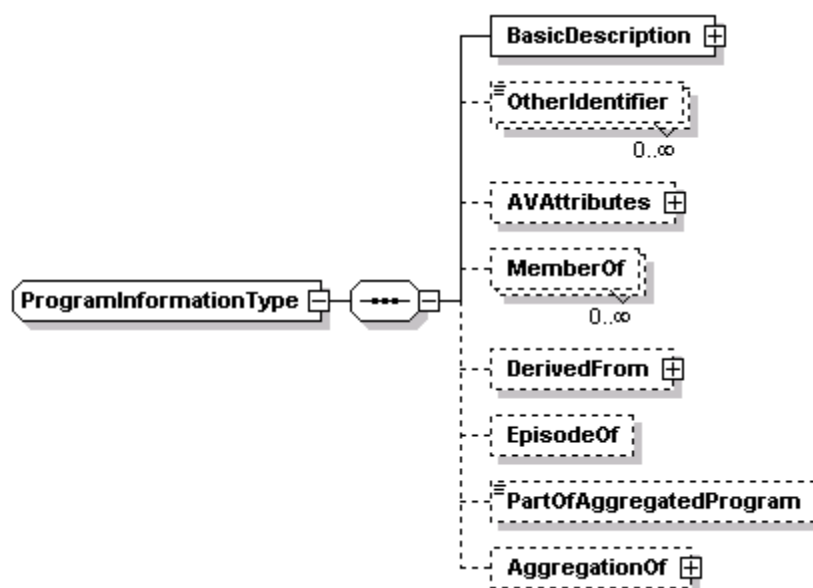 BasicDescription
OtherIdentifier
0..∞
AVAttributes
MemberOf
0..∞
ProgramInformationType
DerivedFrom
EpisodeOf
PartOfAggregatedProgram
AggregationOf